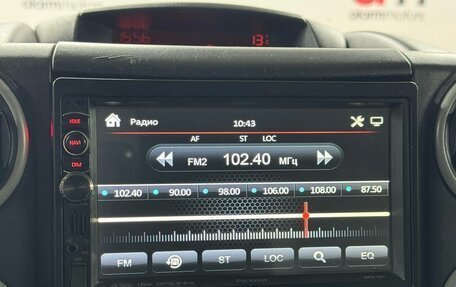 15:56 13°C
HOME
NAVI
DIM
Радио 10:43
AF ST LOC
FM2 102.40 МГц
102.40 90.00 98.00 106.00 108.00 87.50
FM ST LOC EQ